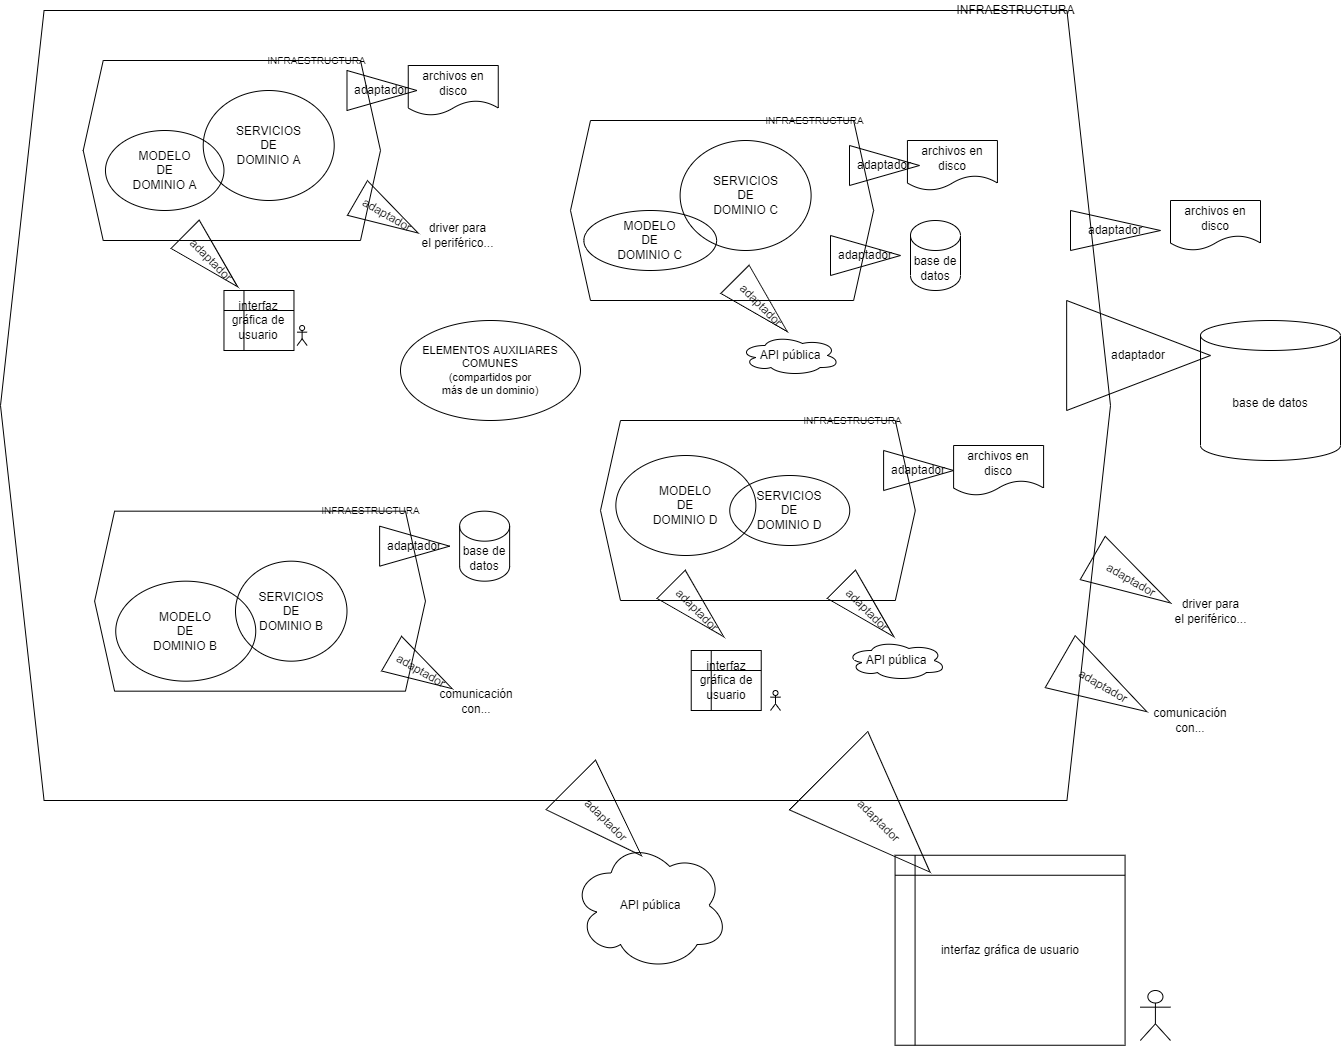 INFRAESTRUCTURA
INFRAESTRUCTURA
adaptador
archivos en
disco
SERVICIOS
DE
DOMINIO A
MODELO
DE
DOMINIO A
adaptador
driver para
el periférico...
adaptador
interfaz
gráfica de
usuario
INFRAESTRUCTURA
adaptador
archivos en
disco
SERVICIOS
DE
DOMINIO C
MODELO
DE
DOMINIO C
adaptador
base de
datos
adaptador
API pública
adaptador
archivos en
disco
adaptador
base de datos
ELEMENTOS AUXILIARES
COMUNES
(compartidos por
más de un dominio)
INFRAESTRUCTURA
adaptador
archivos en
disco
MODELO
DE
DOMINIO D
SERVICIOS
DE
DOMINIO D
adaptador
interfaz
gráfica de
usuario
adaptador
API pública
INFRAESTRUCTURA
adaptador
base de
datos
SERVICIOS
DE
DOMINIO B
MODELO
DE
DOMINIO B
adaptador
comunicación
con...
adaptador
driver para
el periférico...
adaptador
comunicación
con...
adaptador
API pública
adaptador
interfaz gráfica de usuario